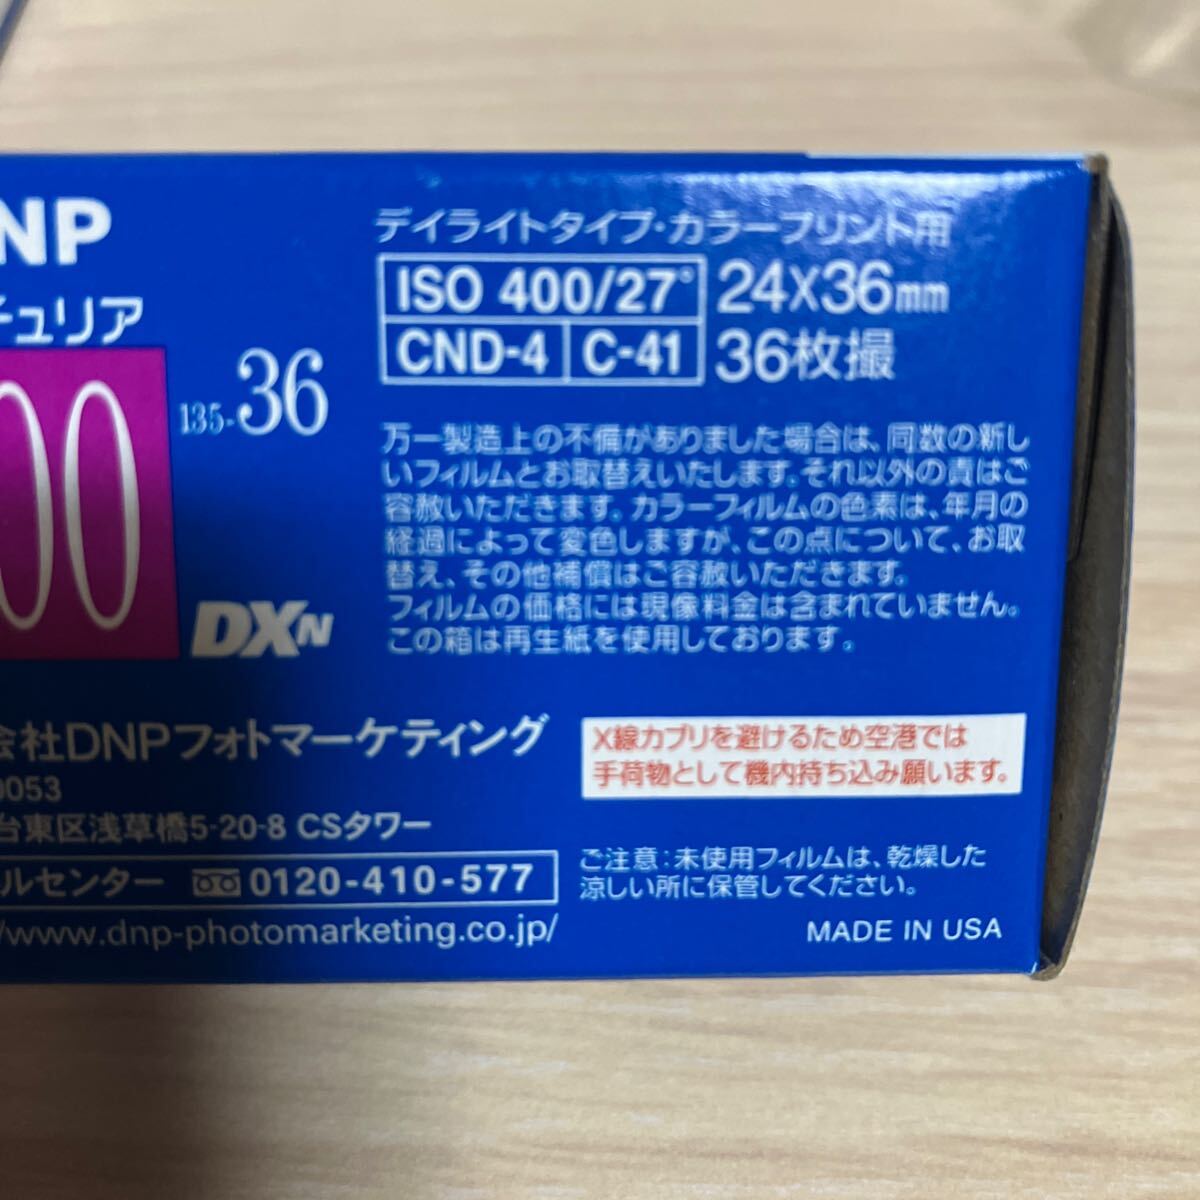 NP
チュリア
00
135-36
DXN
デイライトタイプ・カラープリント用
ISO 400/27° 24X36mm
CND-4 C-41 36枚撮
万一製造上の不備がありました場合は、同数の新し
いフィルムとお取替えいたします。それ以外の責はご
容赦いただきます。カラーフィルムの色素は、年月の
経過によって変色しますが、この点について、お取
替え、その他補償はご容赦いただきます。
フィルムの価格には現像料金は含まれていません。
この箱は再生紙を使用しております。
会社DNPフォトマーケティング
0053
台東区浅草橋5-20-8 CSタワー
ルセンター 0120-410-577
/www.dnp-photomarketing.co.jp/
X線カブリを避けるため空港では
手荷物として機内持ち込み願います。
ご注意：未使用フィルムは、乾燥した
涼しい所に保管してください。
MADE IN USA